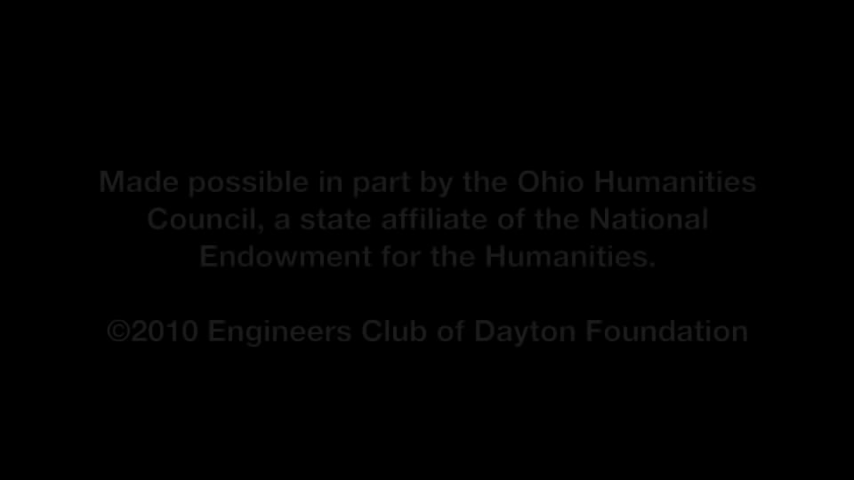 Made possible in part by the Ohio Humanities
Council, a state affiliate of the National
Endowment for the Humanities.
©2010 Engineers Club of Dayton Foundation